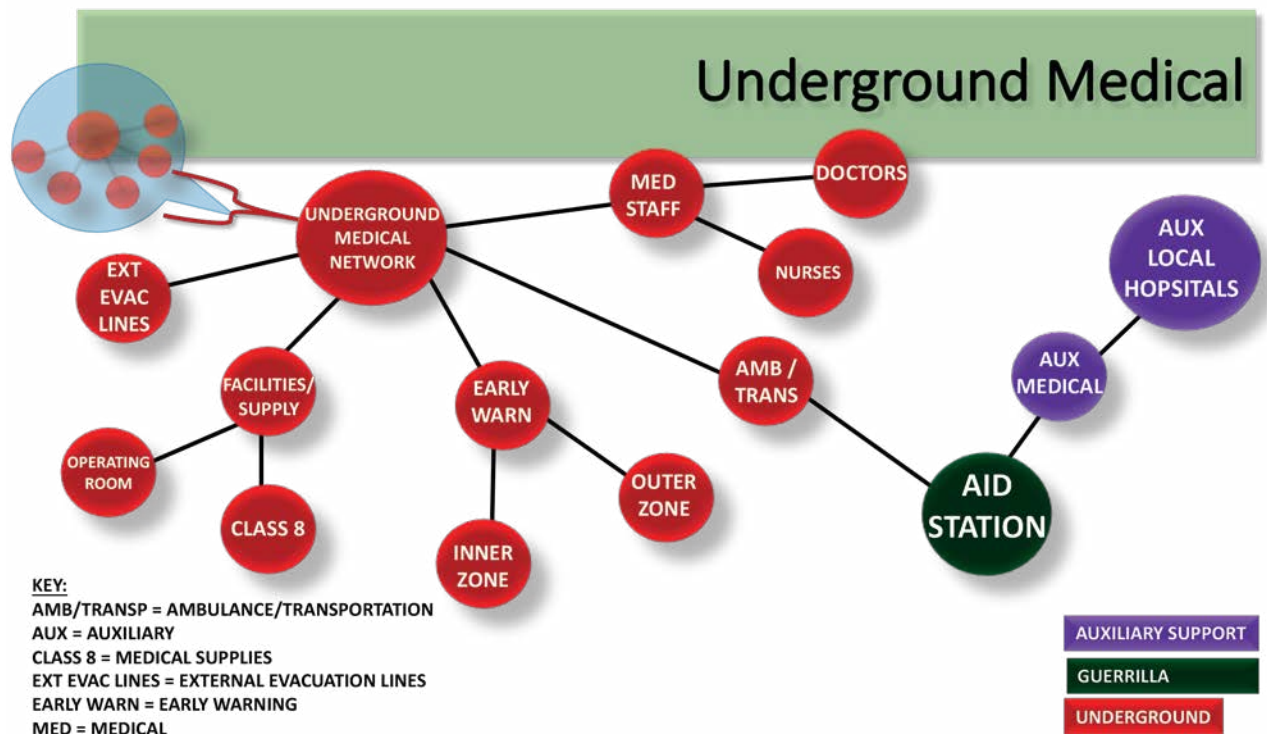 Underground Medical
UNDERGROUND
MEDICAL
NETWORK
MED
STAFF
DOCTORS
NURSES
AUX
LOCAL
HOPSITALS
EXT
EVAC
LINES
FACILITIES/
SUPPLY
EARLY
WARN
AMB /
TRANS
AUX
MEDICAL
OPERATING
ROOM
CLASS 8
INNER
ZONE
OUTER
ZONE
AID
STATION
KEY:
AMB/TRANSP = AMBULANCE/TRANSPORTATION
AUX = AUXILIARY
CLASS 8 = MEDICAL SUPPLIES
EXT EVAC LINES = EXTERNAL EVACUATION LINES
EARLY WARN = EARLY WARNING
MED = MEDICAL
AUXILIARY SUPPORT
GUERRILLA
UNDERGROUND